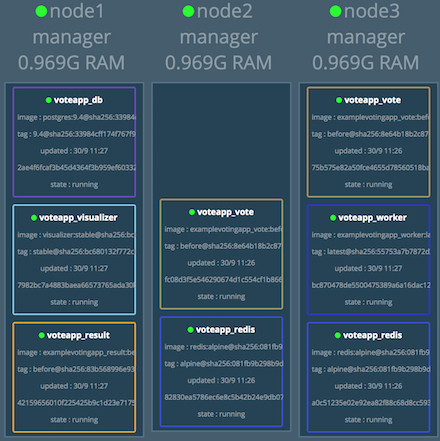 node1
manager
0.969G RAM
voteapp_db
image : postgres:9.4@sha256:33984
tag : 9.4@sha256:33984cff174f767f9
updated : 30/9 11:27
2ae4f6fcaf3b45d4364f3b959ef60332
state : running
voteapp_visualizer
image : visualizer:stable@sha256:bc
tag : stable@sha256:bc680132f772c
updated : 30/9 11:27
7982bc7a4883baea66573765ada30
state : running
voteapp_result
image : examplevotingapp_result:be
tag : before@sha256:83b568996e93
updated : 30/9 11:27
42159656010f225425b9c1d23e7175
state : running
node2
manager
0.969G RAM
voteapp_vote
image : examplevotingapp_vote:bef
tag : before@sha256:8e64b18b2c87
updated : 30/9 11:26
fc08d3f5e546290674d1c554cf1b866
state : running
voteapp_redis
image : redis:alpine@sha256:081fb9
tag : alpine@sha256:081fb9b298b9d
updated : 30/9 11:26
82830ea5786ec6e8c5b42b24e9db07
state : running
node3
manager
0.969G RAM
voteapp_vote
image : examplevotingapp_vote:bef
tag : before@sha256:8e64b18b2c87
updated : 30/9 11:26
75b575e82a50fce4655d78560518ba
state : running
voteapp_worker
image : examplevotingapp_worker:la
tag : latest@sha256:55753a7b7872d
updated : 30/9 11:27
bc870478de5500475389a6a16dac12
state : running
voteapp_redis
image : redis:alpine@sha256:081fb9
tag : alpine@sha256:081fb9b298b9d
updated : 30/9 11:26
a0c51235e02e92ea82f88c68d8cc593
state : running